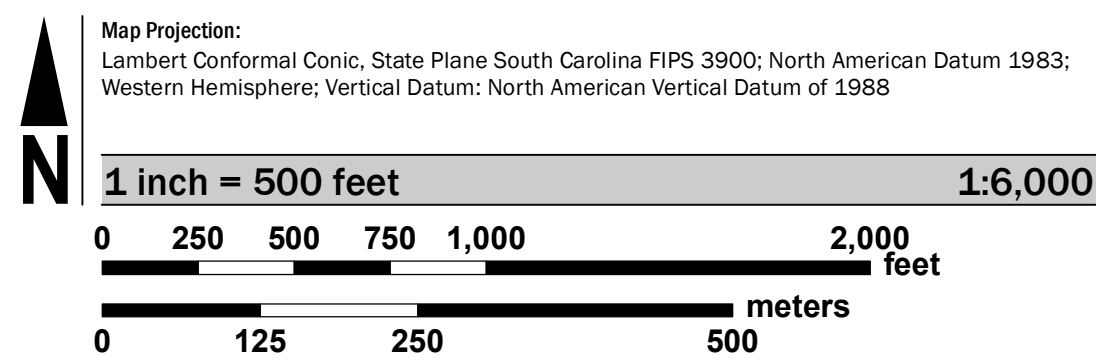 N
Map Projection:
Lambert Conformal Conic, State Plane South Carolina FIPS 3900; North American Datum 1983;
Western Hemisphere; Vertical Datum: North American Vertical Datum of 1988
1 inch = 500 feet 1:6,000
0 250 500 750 1,000 2,000
feet
meters
0 125 250 500